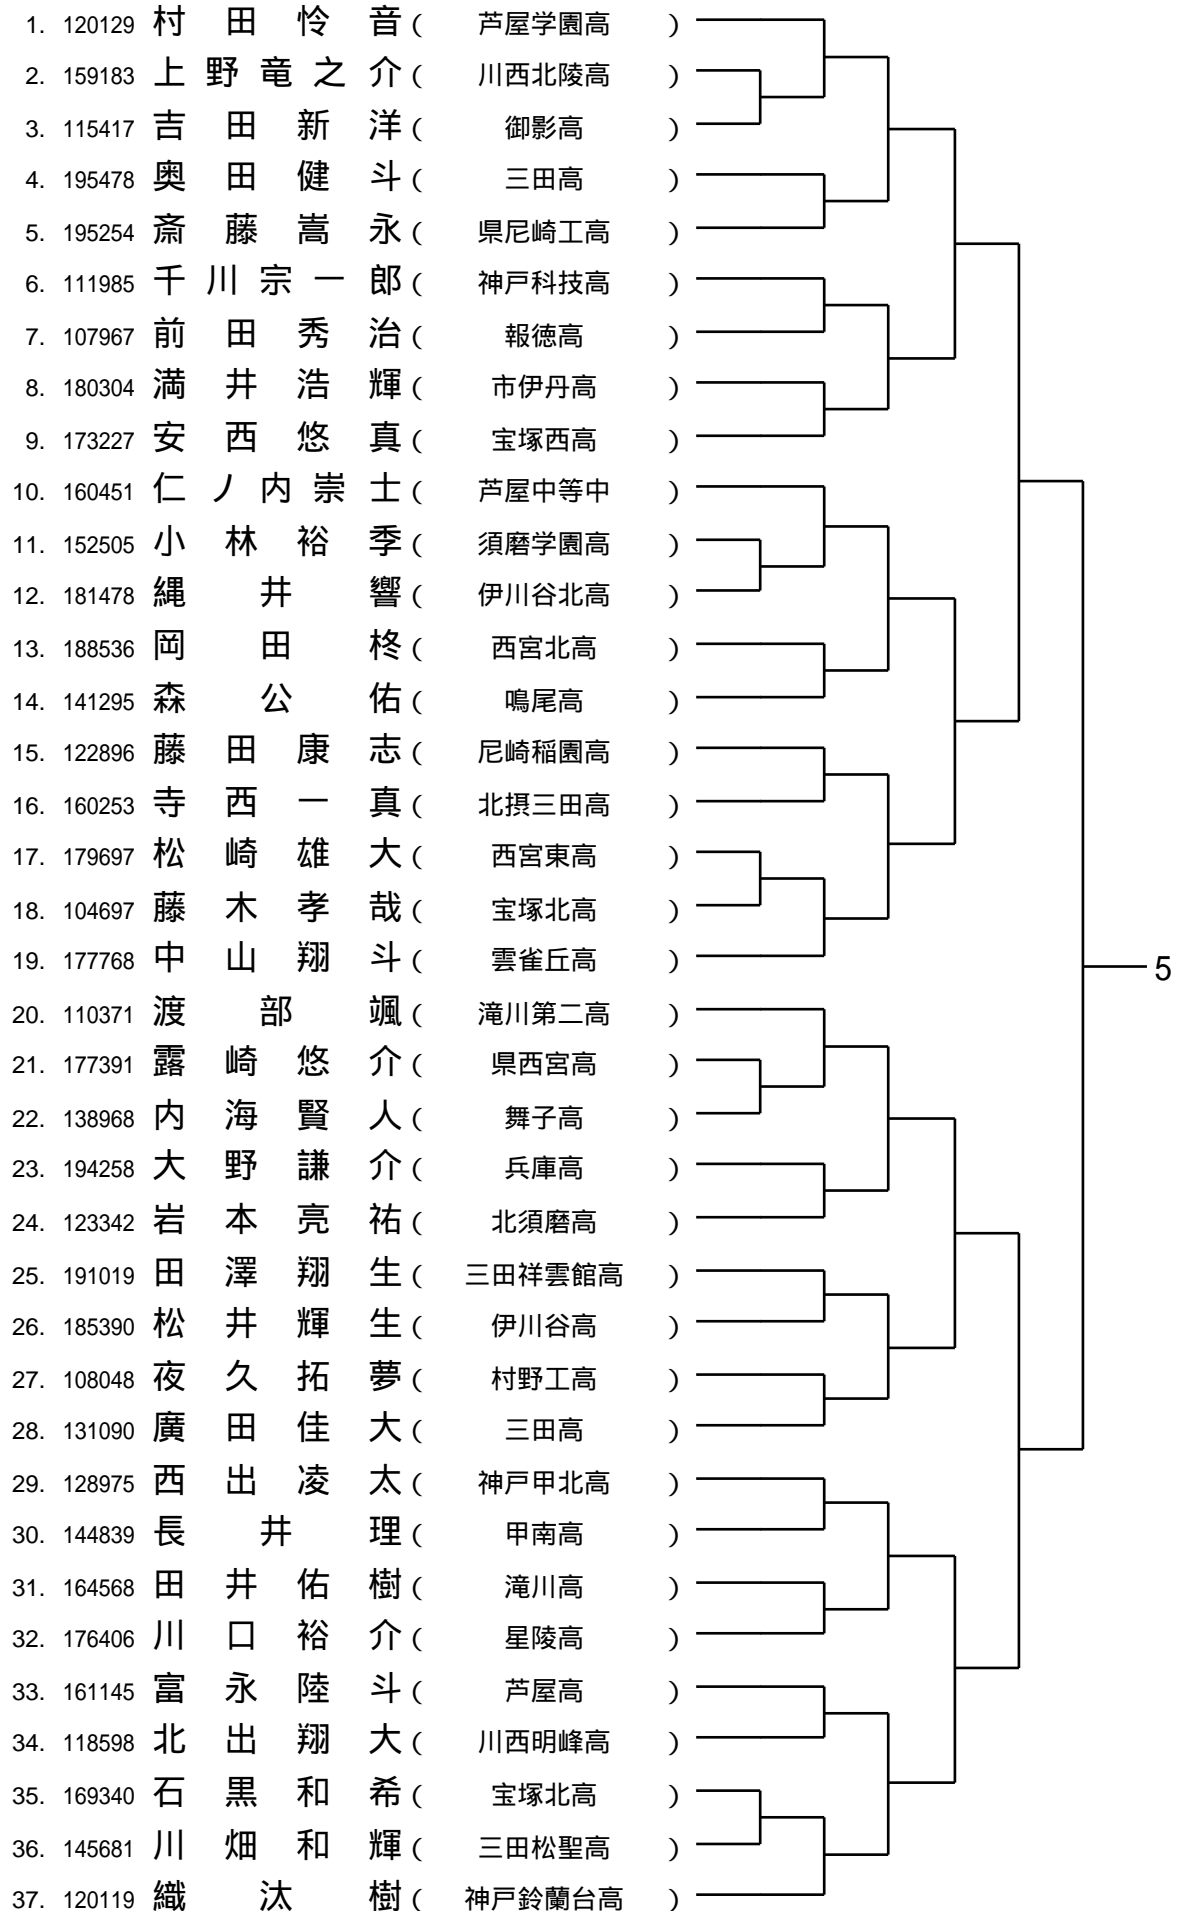 1. 120129 村田怜音( 芦屋学園高 )
2. 159183 上野竜之介( 川西北陵高 )
3. 115417 吉田新洋( 御影高 )
4. 195478 奥田健斗( 三田高 )
5. 195254 斎藤嵩永( 県尼崎工高 )
6. 111985 千川宗一郎( 神戸科技高 )
7. 107967 前田秀治( 報徳高 )
8. 180304 満井浩輝( 市伊丹高 )
9. 173227 安西悠真( 宝塚西高 )
10. 160451 仁ノ内崇士( 芦屋中等中 )
11. 152505 小林裕季( 須磨学園高 )
12. 181478 縄井響( 伊川谷北高 )
13. 188536 岡田柊( 西宮北高 )
14. 141295 森公佑( 鳴尾高 )
15. 122896 藤田康志( 尼崎稲園高 )
16. 160253 寺西一真( 北摂三田高 )
17. 179697 松崎雄大( 西宮東高 )
18. 104697 藤木孝哉( 宝塚北高 )
19. 177768 中山翔斗( 雲雀丘高 )
5
20. 110371 渡部颯( 滝川第二高 )
21. 177391 露崎悠介( 県西宮高 )
22. 138968 内海賢人( 舞子高 )
23. 194258 大野謙介( 兵庫高 )
24. 123342 岩本亮祐( 北須磨高 )
25. 191019 田澤翔生( 三田祥雲館高 )
26. 185390 松井輝生( 伊川谷高 )
27. 108048 夜久拓夢( 村野工高 )
28. 131090 廣田佳大( 三田高 )
29. 128975 西出凌太( 神戸甲北高 )
30. 144839 長井理( 甲南高 )
31. 164568 田井佑樹( 滝川高 )
32. 176406 川口裕介( 星陵高 )
33. 161145 富永陸斗( 芦屋高 )
34. 118598 北出翔大( 川西明峰高 )
35. 169340 石黒和希( 宝塚北高 )
36. 145681 川畑和輝( 三田松聖高 )
37. 120119 織汰樹( 神戸鈴蘭台高 )